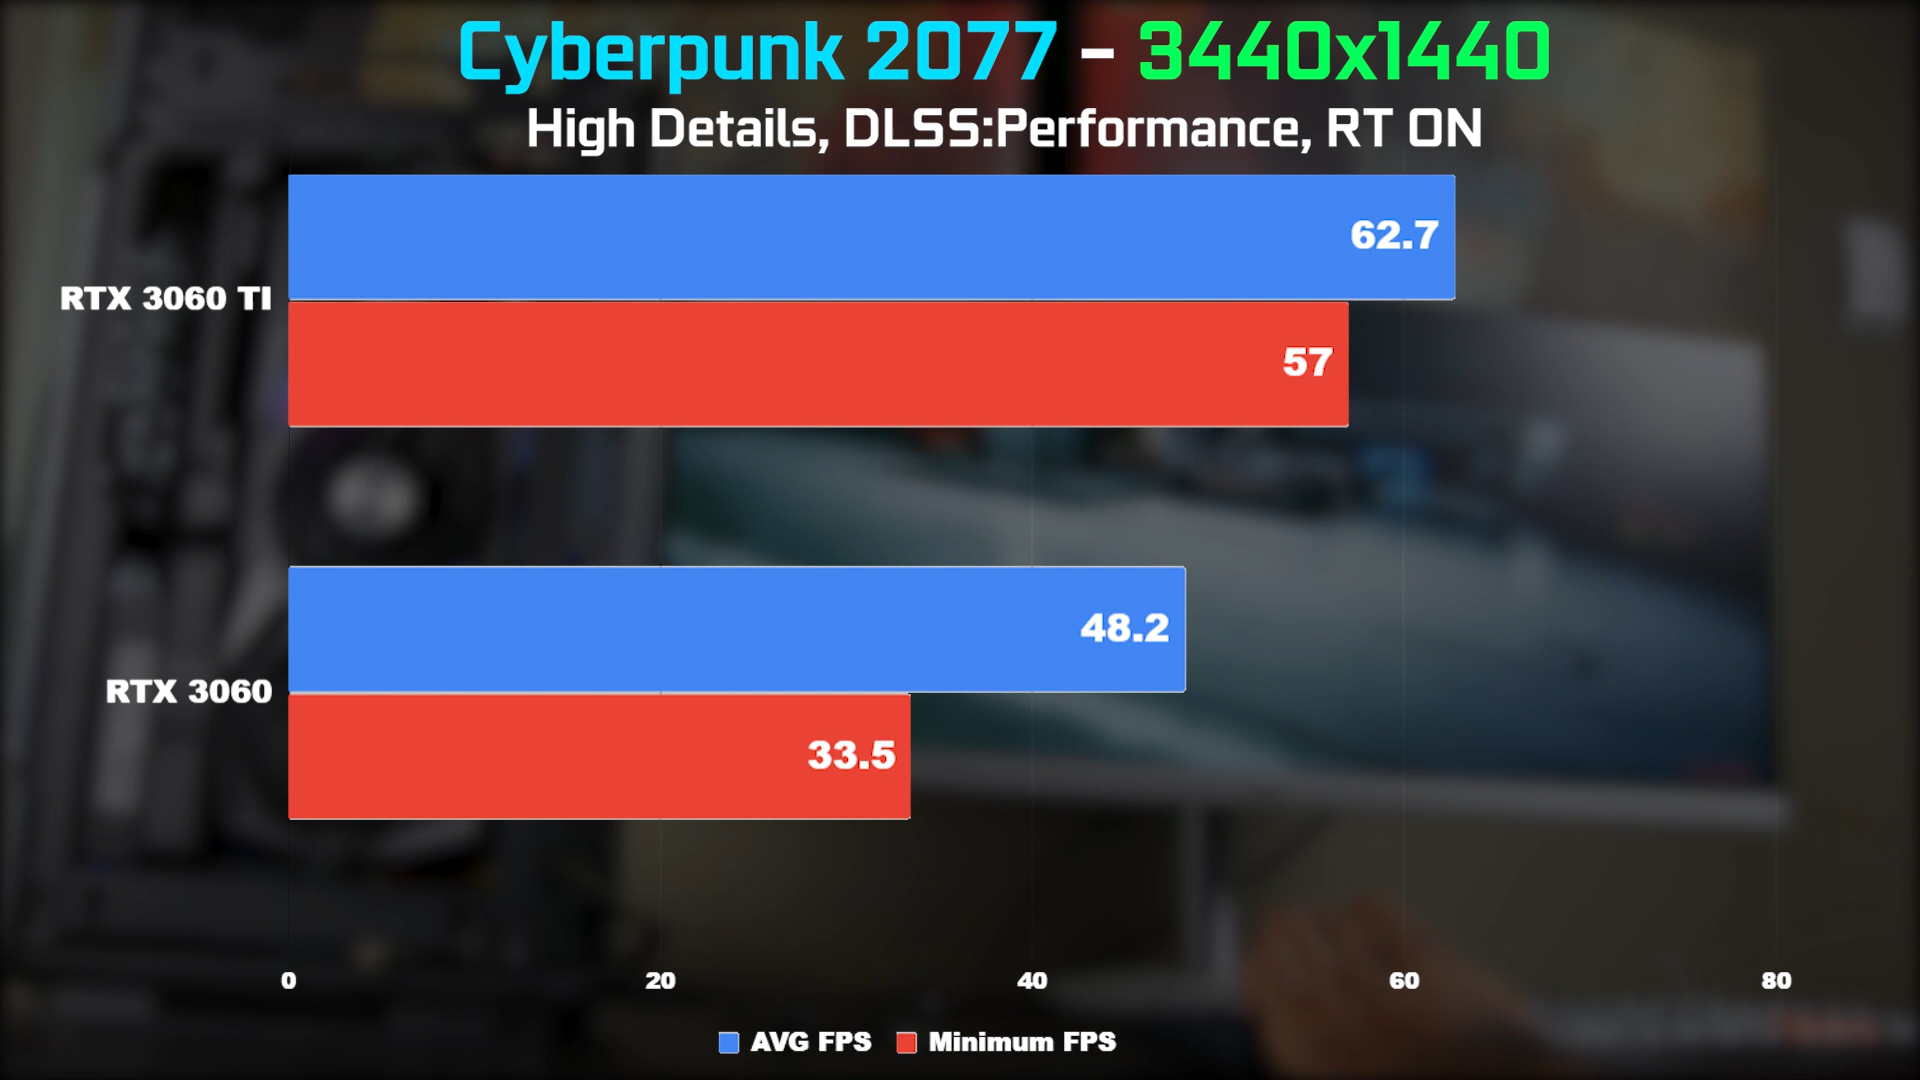 Cyberpunk 2077 - 3440x1440
High Details, DLSS:Performance, RT ON
62.7
RTX 3060 TI
57
48.2
RTX 3060
33.5
0 20 40 60 80
AVG FPS Minimum FPS